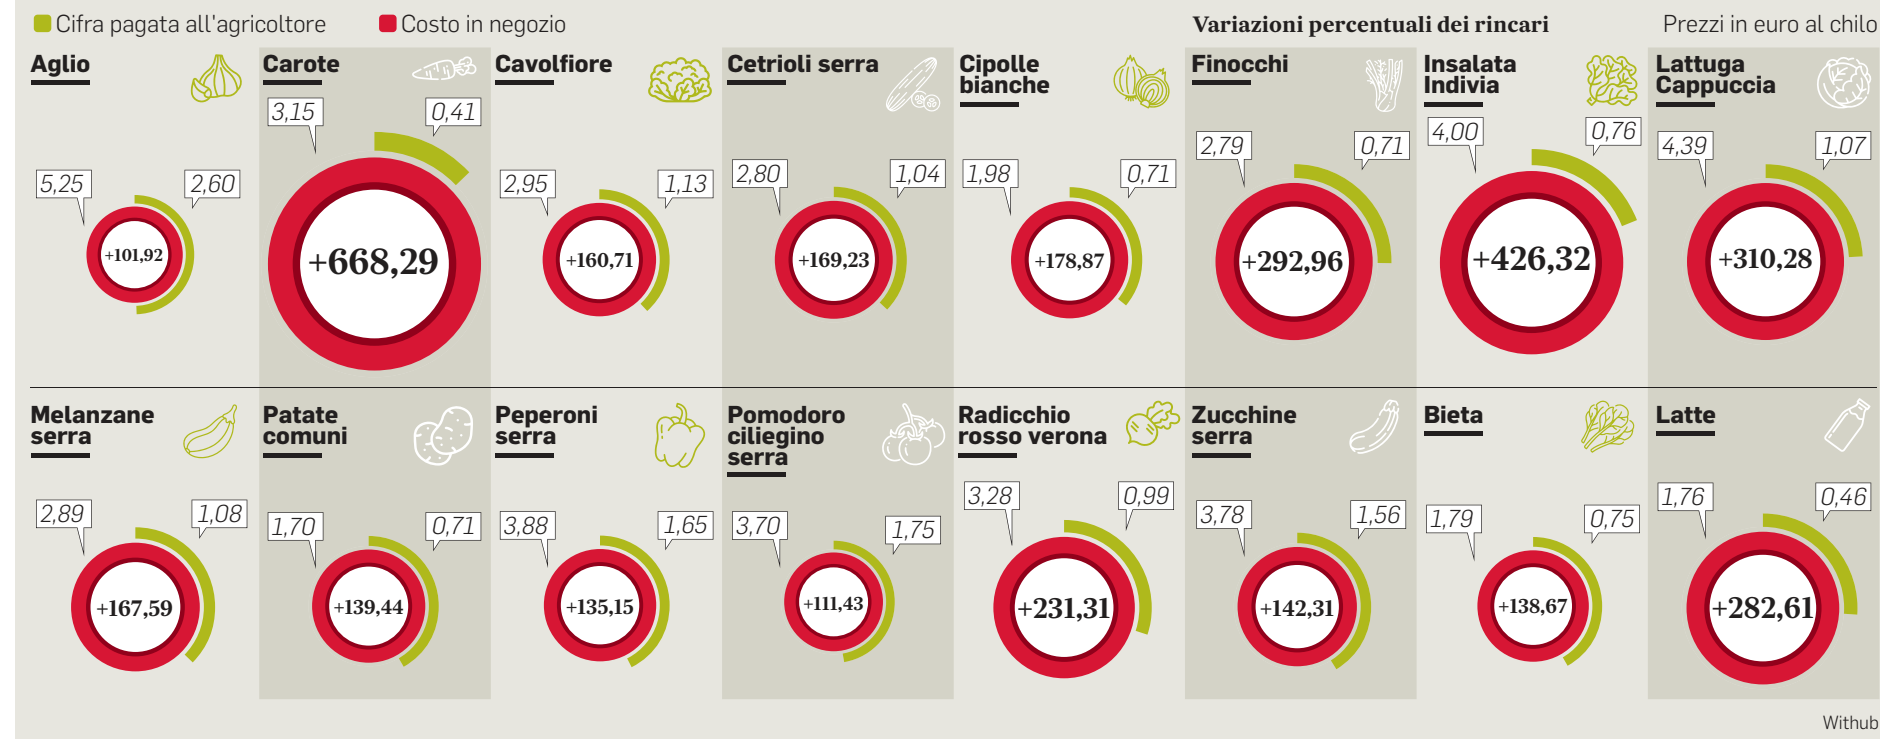 Cifra pagata all'agricoltore
Costo in negozio
Variazioni percentuali dei rincari
Prezzi in euro al chilo
Aglio
5,25
2,60
+101,92
Carote
3,15
0,41
+668,29
Cavolfiore
2,95
1,13
+160,71
Cetrioli serra
2,80
1,04
+169,23
Cipolle
bianche
1,98
0,71
+178,87
Finocchi
2,79
0,71
+292,96
Insalata
Indivia
4,00
0,76
+426,32
Lattuga
Cappuccia
4,39
1,07
+310,28
Melanzane
serra
2,89
1,08
+167,59
Patate
comuni
1,70
0,71
+139,44
Peperoni
serra
3,88
1,65
+135,15
Pomodoro
ciliegino
serra
3,70
1,75
+111,43
Radicchio
rosso verona
3,28
0,99
+231,31
Zucchine
serra
3,78
1,56
+142,31
Bieta
1,79
0,75
+138,67
Latte
1,76
0,46
+282,61
Withub